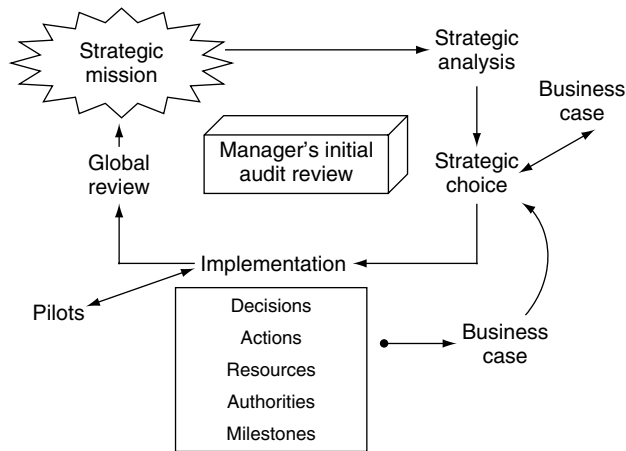 Strategic
mission
Strategic
analysis
Business
case
Manager's initial
audit review
Global
review
Strategic
choice
Implementation
Pilots
Decisions
Actions
Resources
Authorities
Milestones
Business
case